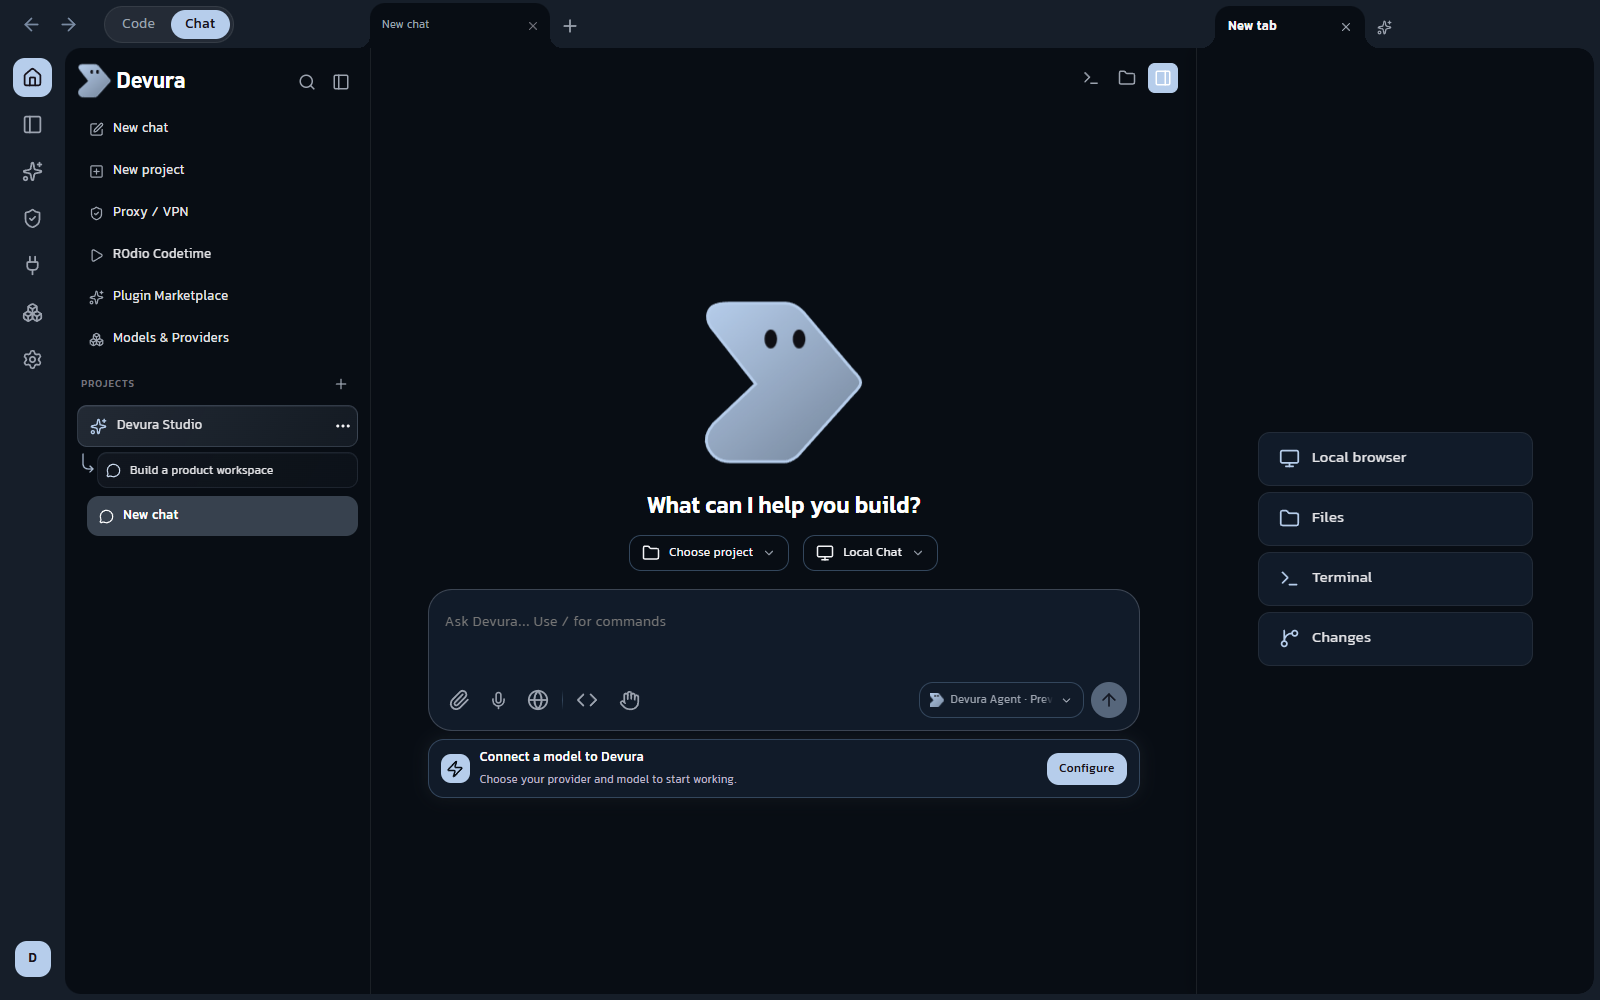 Code
Chat
New chat
New tab
Devura
New chat
New project
Proxy / VPN
R0dio Codetime
Plugin Marketplace
Models & Providers
PROJECTS
Devura Studio
Build a product workspace
New chat
What can I help you build?
Choose project
Local Chat
Ask Devura... Use / for commands
Devura Agent · Prev
Connect a model to Devura
Choose your provider and model to start working.
Configure
Local browser
Files
Terminal
Changes
D